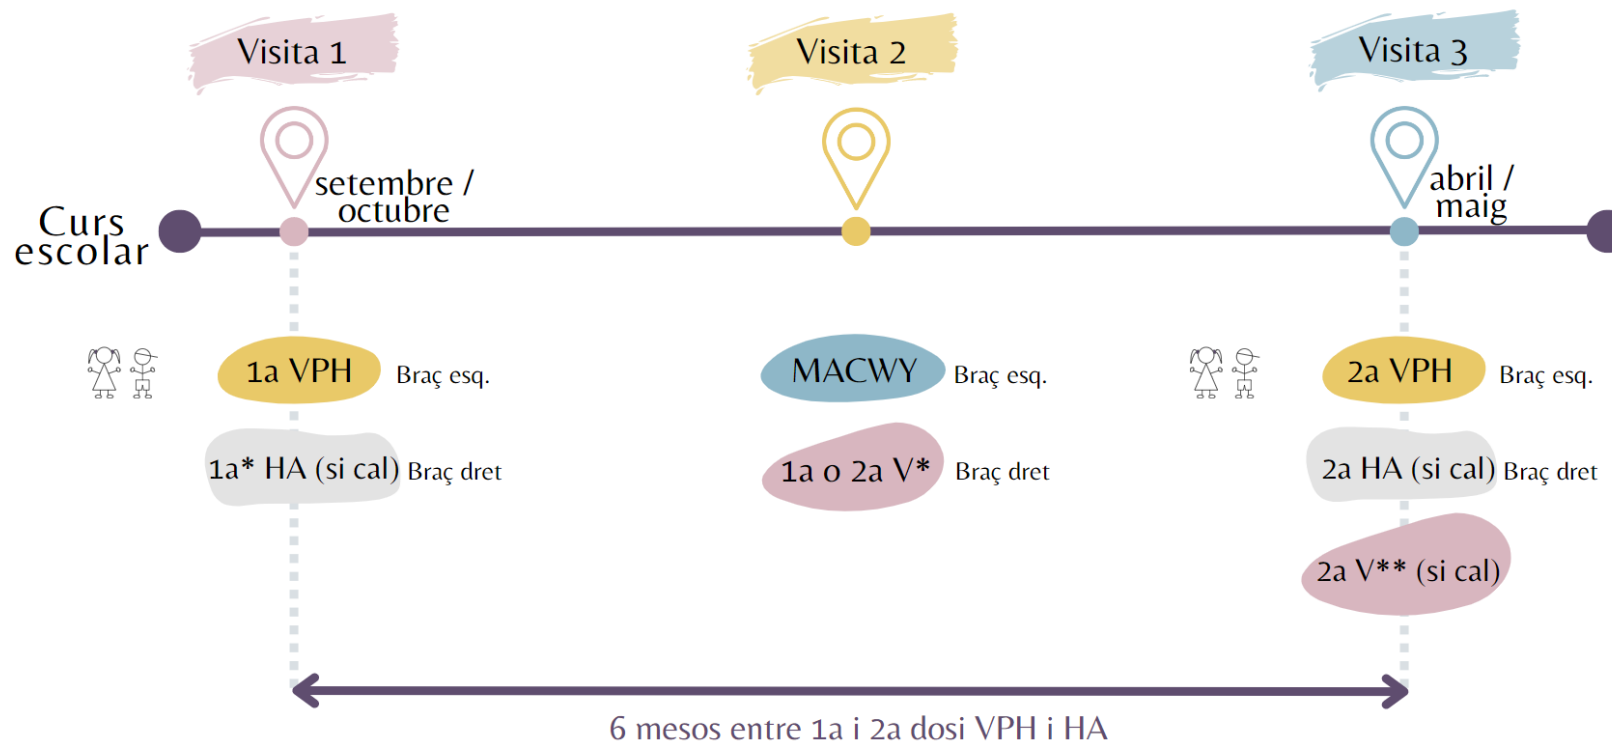 Visita 1
Visita 2
Visita 3
setembre /
octubre
abril /
maig
Curs
escolar
1a VPH Braç esq.
MACWY Braç esq.
2a VPH Braç esq.
1a* HA (si cal) Braç dret
1a o 2a V* Braç dret
2a HA (si cal) Braç dret
2a V** (si cal)
6 mesos entre 1a i 2a dosi VPH i HA